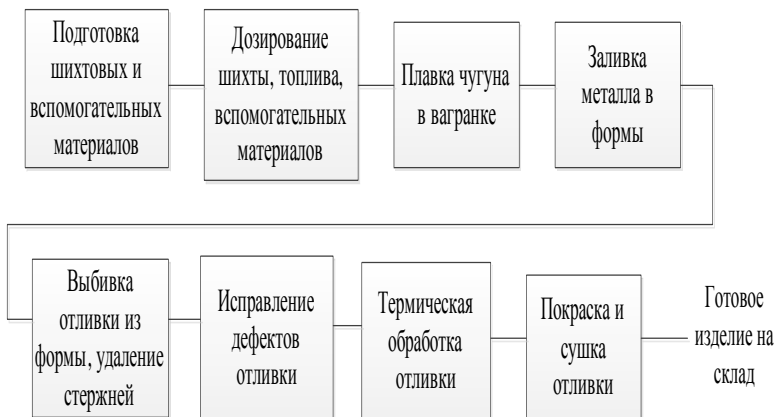 Подготовка
шихтовых и
вспомогательных
материалов
Дозирование
шихты, топлива,
вспомогательных
материалов
Плавка чугуна
в вагранке
Заливка
металла в
формы
Выбивка
отливки из
формы, удаление
стержней
Исправление
дефектов
отливки
Термическая
обработка
отливки
Покраска и
сушка
отливки
Готовое
изделие на
склад